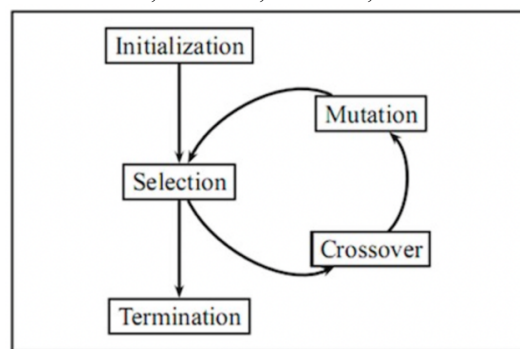 Initialization
Mutation
Selection
Crossover
Termination